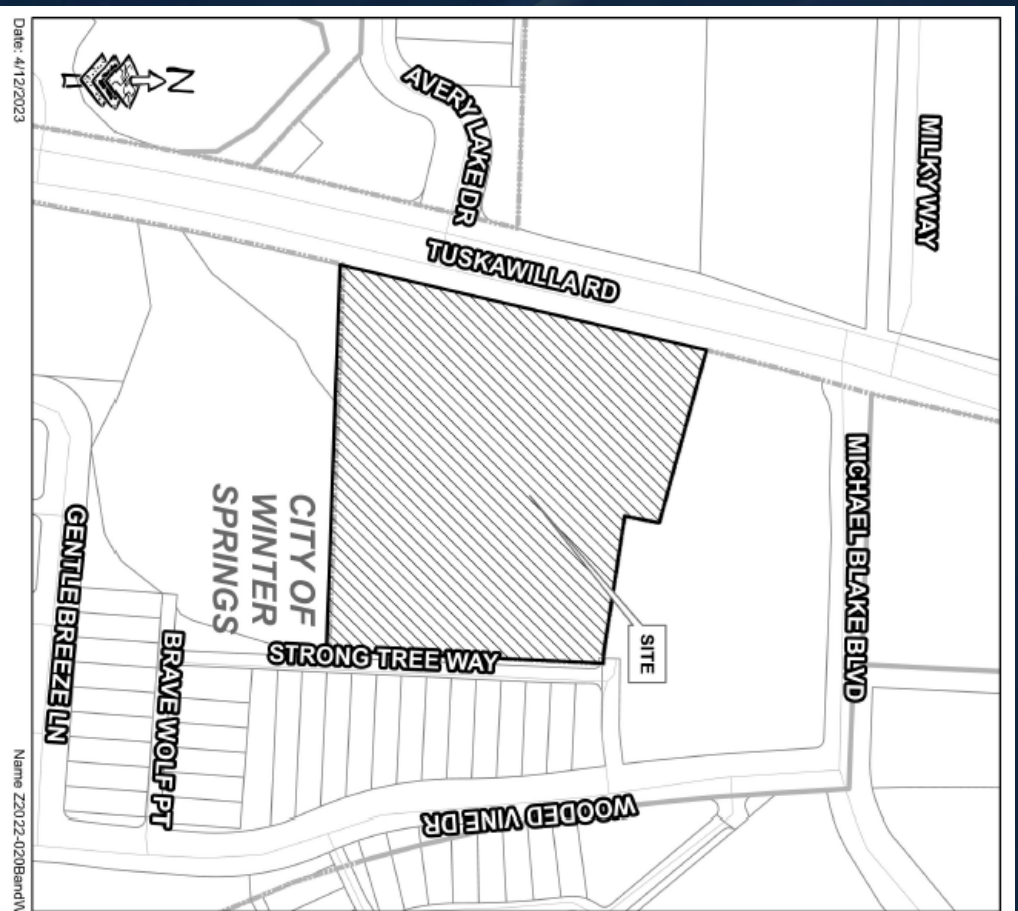 MILKY WAY
AVERY LAKE DR
N
TUSKAWILLA RD
MICHAEL BLAKE BLVD
CITY OF
WINTER
SPRINGS
SITE
STRONG TREE WAY
GENTLE BREEZE LN
BRAVE WOLF PT
WOODED VINE DR
Date: 4/12/2023
Name Z2022-020BandW